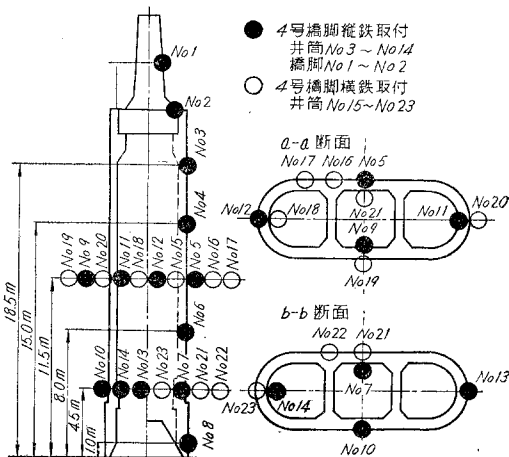 No1
No2
No3
No4
No19
No9
No20
No11
No18
No12
No15
No5
No16
No17
No6
No10
No14
No13
No23
No7
No21
No22
No8
18.5m
15.0m
11.5m
8.0m
4.5m
1.0m
● 4号橋脚縦鉄取付
井筒No3~No14
橋脚No1~No2
○ 4号橋脚横鉄取付
井筒No15~No23
a-a断面
No17 No16 No5
No12 No18 No21 No11 No20
No9
No19
b-b断面
No22 No21
No23 No14 No7 No13
No10